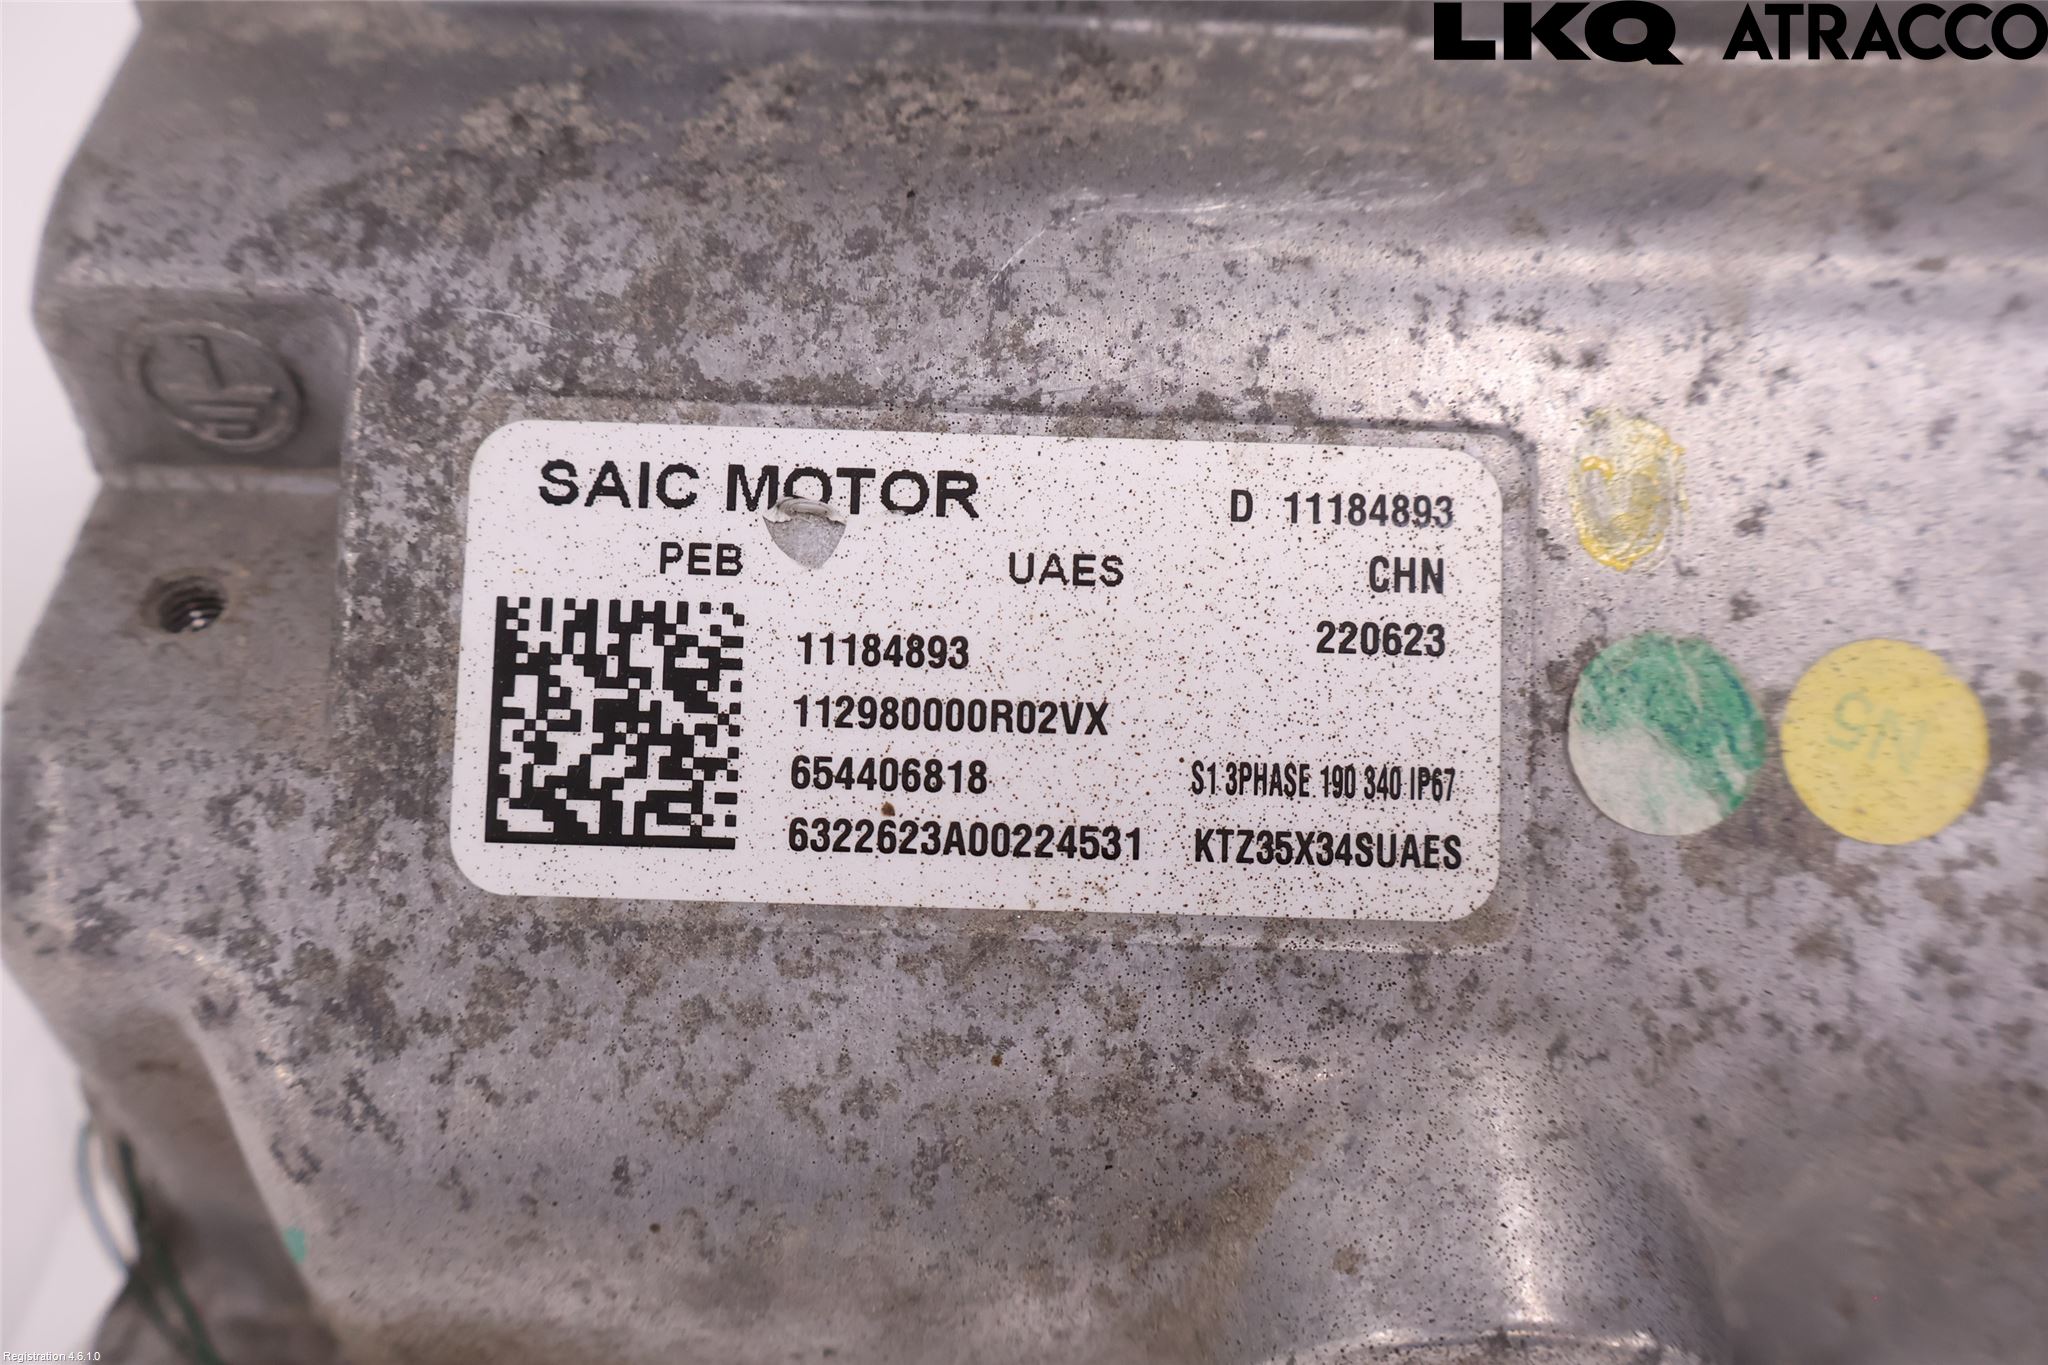 LKQ ATRACCO
SAIC MOTOR
D 11184893
PEB
UAES
CHN
11184893
220623
112980000R02VX
654406818
S1 3PHASE 190 340 IP67
6322623A00224531
KTZ35X34SUAES
N5
Registration 4.6.1.0